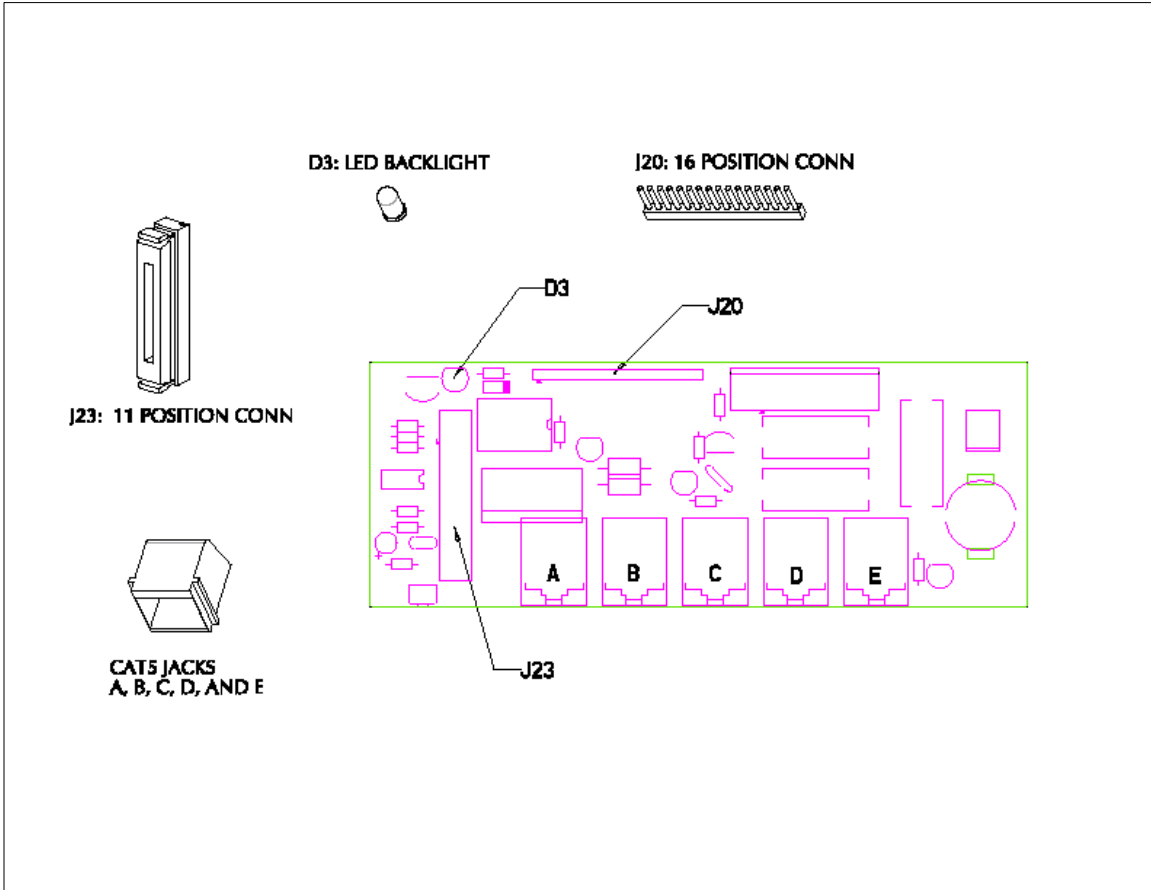 D3: LED BACKLIGHT
J20: 16 POSITION CONN
D3
J20
J23: 11 POSITION CONN
A
B
C
D
E
J23
CAT5 JACKS
A, B, C, D, AND E